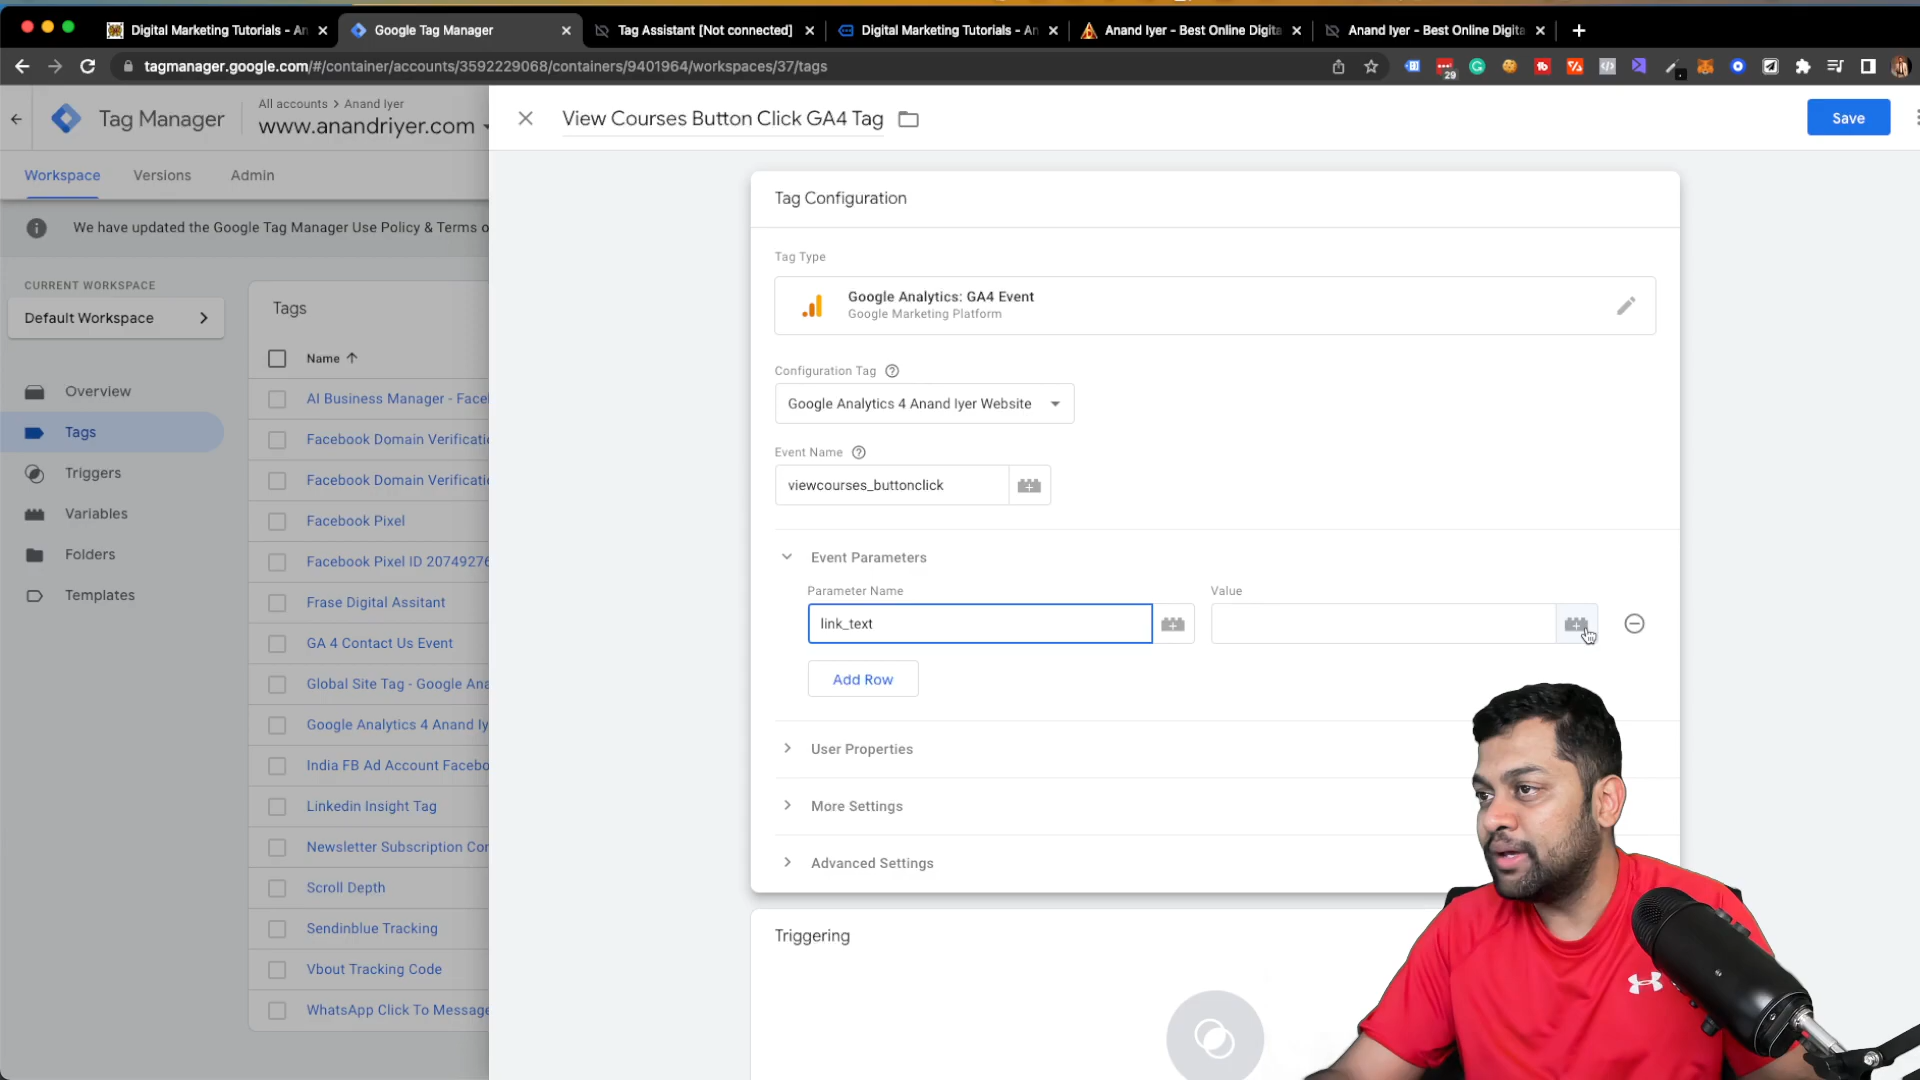 Digital Marketing Tutorials - An
Google Tag Manager
Tag Assistant [Not connected]
Digital Marketing Tutorials - An
Anand Iyer - Best Online Digita
Anand Iyer - Best Online Digita
tagmanager.google.com/#/container/accounts/3592229068/containers/9401964/workspaces/37/tags
29
Tag Manager
All accounts > Anand Iyer
www.anandriyer.com
View Courses Button Click GA4 Tag
Save
Workspace
Versions
Admin
We have updated the Google Tag Manager Use Policy & Terms o
CURRENT WORKSPACE
Default Workspace
Overview
Tags
Triggers
Variables
Folders
Templates
Tags
Name
AI Business Manager - Face
Facebook Domain Verificati
Facebook Domain Verificati
Facebook Pixel
Facebook Pixel ID 20749276
Frase Digital Assitant
GA 4 Contact Us Event
Global Site Tag - Google Ana
Google Analytics 4 Anand Iy
India FB Ad Account Facebo
Linkedin Insight Tag
Newsletter Subscription Cor
Scroll Depth
Sendinblue Tracking
Vbout Tracking Code
WhatsApp Click To Message
Tag Configuration
Tag Type
Google Analytics: GA4 Event
Google Marketing Platform
Configuration Tag
Google Analytics 4 Anand Iyer Website
Event Name
viewcourses_buttonclick
Event Parameters
Parameter Name
Value
link_text
Add Row
User Properties
More Settings
Advanced Settings
Triggering